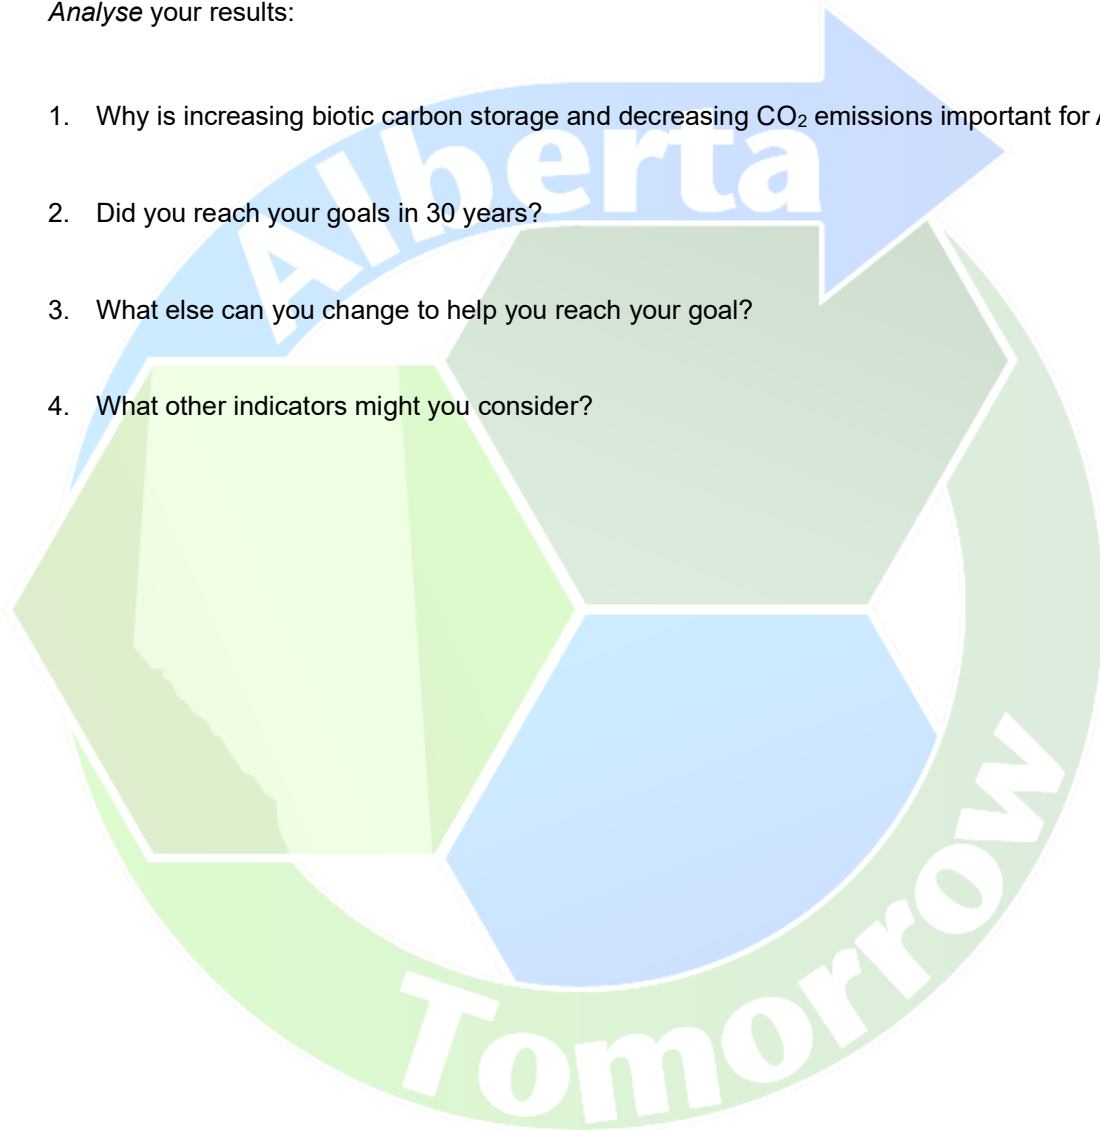 Analyse your results:
1. Why is increasing biotic carbon storage and decreasing CO₂ emissions important for
2. Did you reach your goals in 30 years?
3. What else can you change to help you reach your goal?
4. What other indicators might you consider?
Alberta
Tomorrow